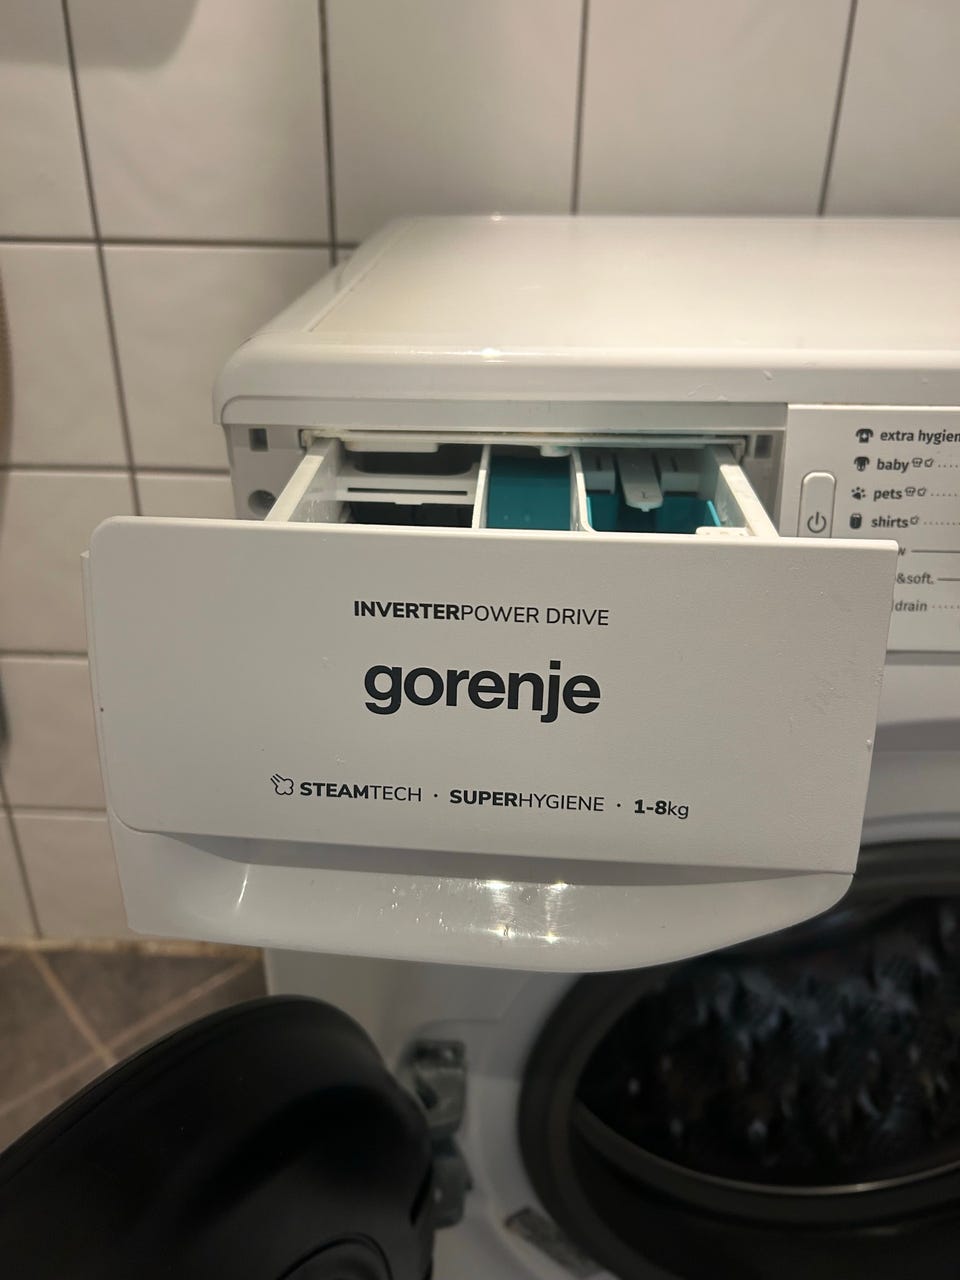 extra hygien
baby
pets
shirts
&soft.
drain
INVERTERPOWER DRIVE
gorenje
STEAMTECH · SUPERHYGIENE · 1-8kg